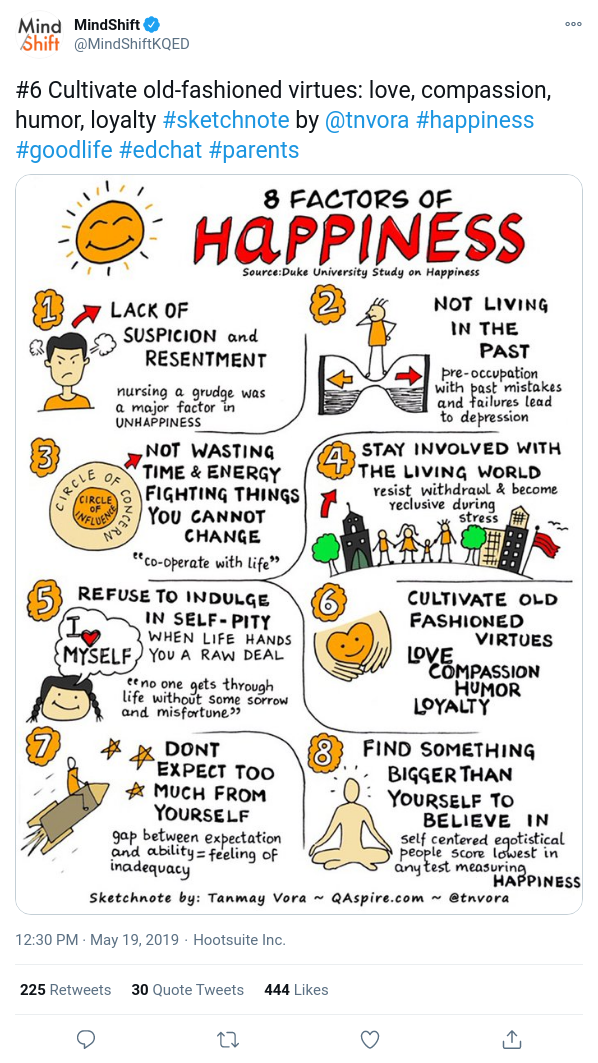 Mind
Shift
MindShift
@MindShiftKQED
#6 Cultivate old-fashioned virtues: love, compassion,
humor, loyalty #sketchnote by @tnvora #happiness
#goodlife #edchat #parents
8 FACTORS OF
HAPPINESS
Source:Duke University Study on Happiness
1
LACK OF
SUSPICION and
RESENTMENT
nursing a grudge was
a major factor in
UNHAPPINESS
2
NOT LIVING
IN THE
PAST
pre-occupation
with past mistakes
and failures lead
to depression
3
NOT WASTING
TIME & ENERGY
FIGHTING THINGS
YOU CANNOT
CHANGE
"co-operate with life"
CIRCLE OF CONCERN
CIRCLE
OF
INFLUENCE
4
STAY INVOLVED WITH
THE LIVING WORLD
resist withdrawl & become
reclusive during
stress
5
REFUSE TO INDULGE
IN SELF-PITY
WHEN LIFE HANDS
YOU A RAW DEAL
I
MYSELF
"no one gets through
life without some sorrow
and misfortune"
6
CULTIVATE OLD
FASHIONED
VIRTUES
LOVE
COMPASSION
HUMOR
LOYALTY
7
DONT
EXPECT TOO
MUCH FROM
YOURSELF
gap between expectation
and ability=feeling of
inadequacy
8
FIND SOMETHING
BIGGER THAN
YOURSELF TO
BELIEVE IN
self centered egotistical
people score lowest in
any test measuring
HAPPINESS
Sketchnote by: Tanmay Vora ~ QAspire.com ~ @tnvora
12:30 PM · May 19, 2019 · Hootsuite Inc.
225 Retweets 30 Quote Tweets 444 Likes